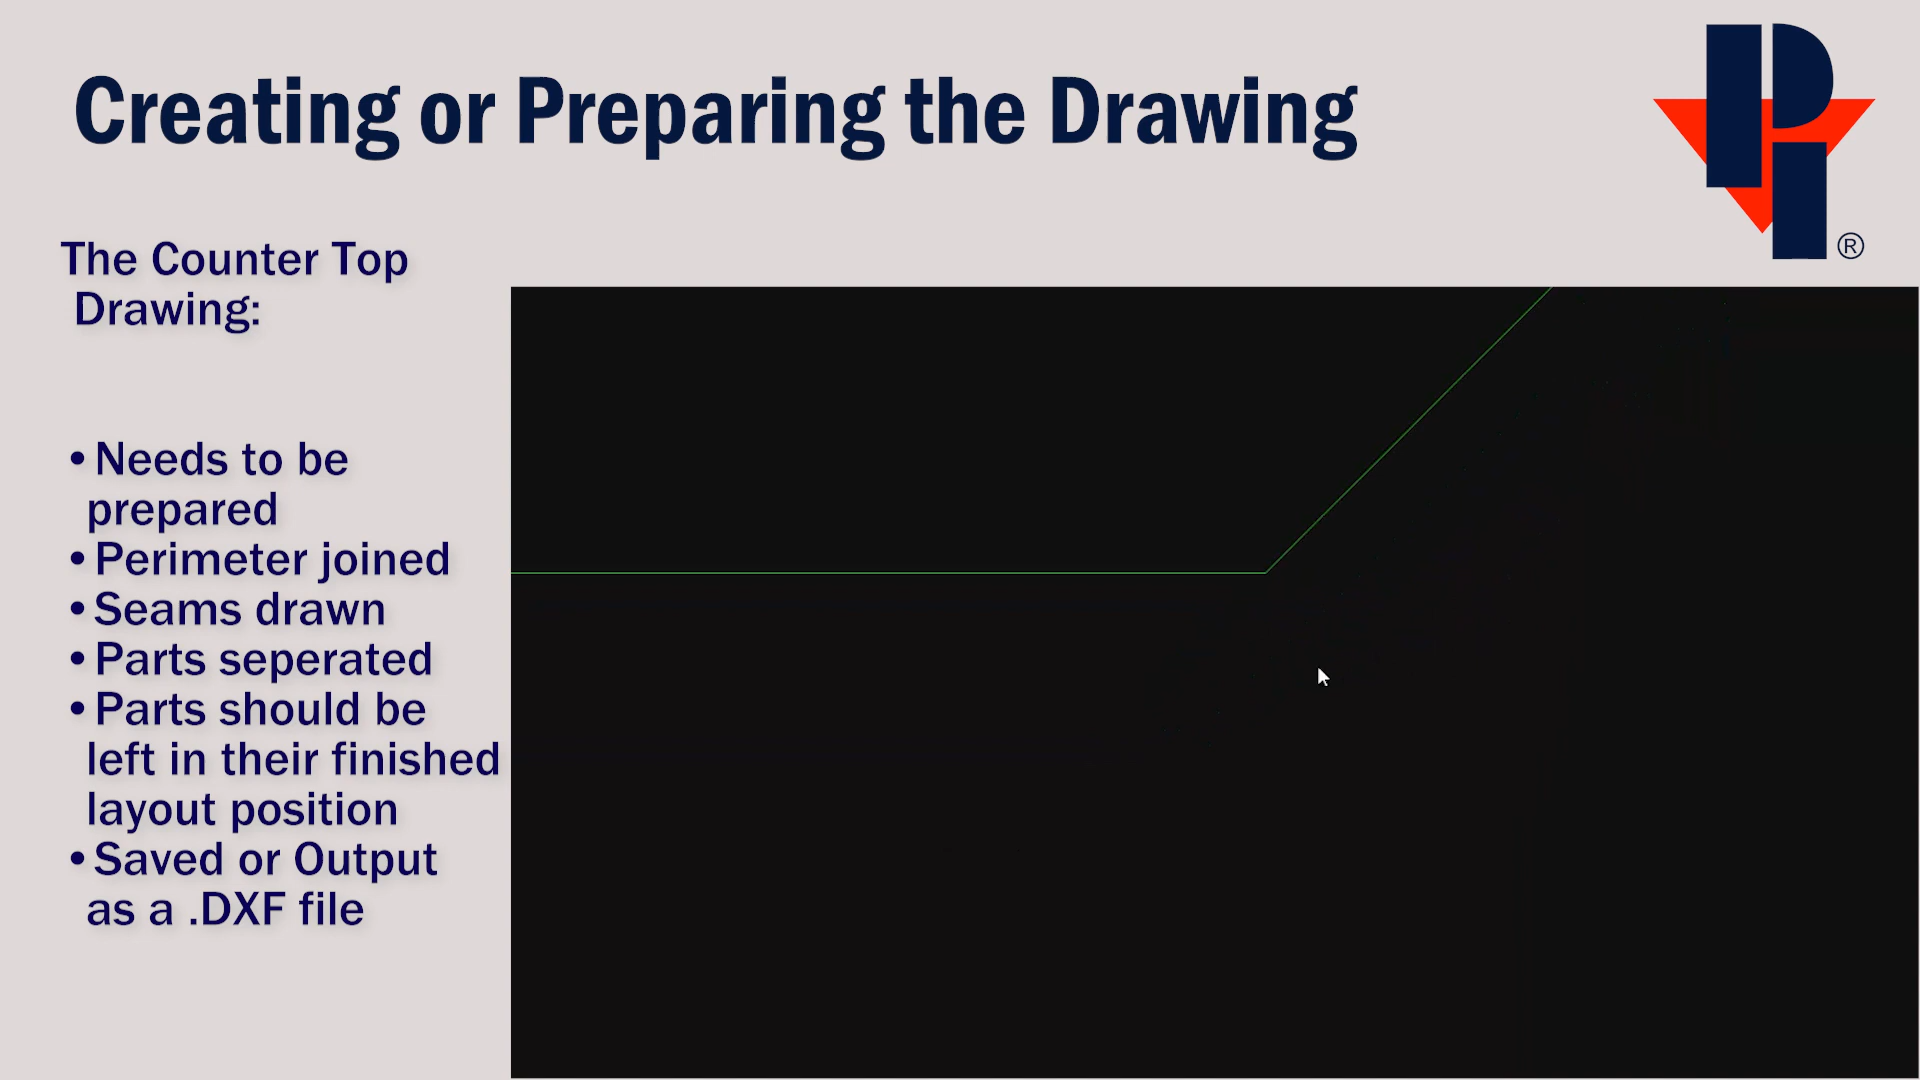 Creating or Preparing the Drawing
The Counter Top
Drawing:
•Needs to be
prepared
•Perimeter joined
•Seams drawn
•Parts seperated
•Parts should be
left in their finished
layout position
•Saved or Output
as a .DXF file
PI
®